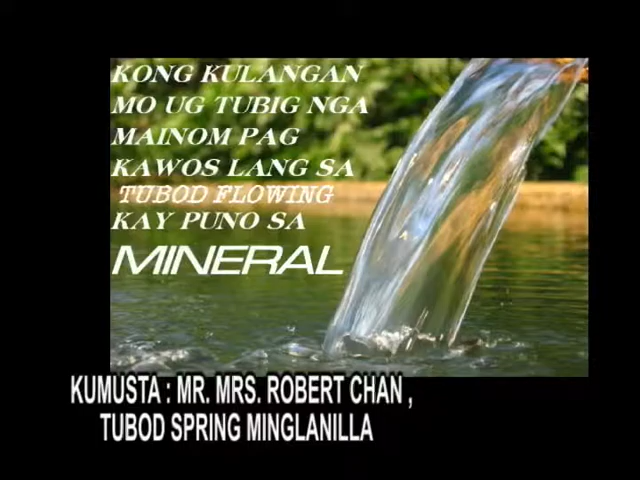 KONG KULANGAN
MO UG TUBIG NGA
MAINOM PAG
KAWOS LANG SA
TUBOD FLOWING
KAY PUNO SA
MINERAL
KUMUSTA : MR. MRS. ROBERT CHAN ,
TUBOD SPRING MINGLANILLA